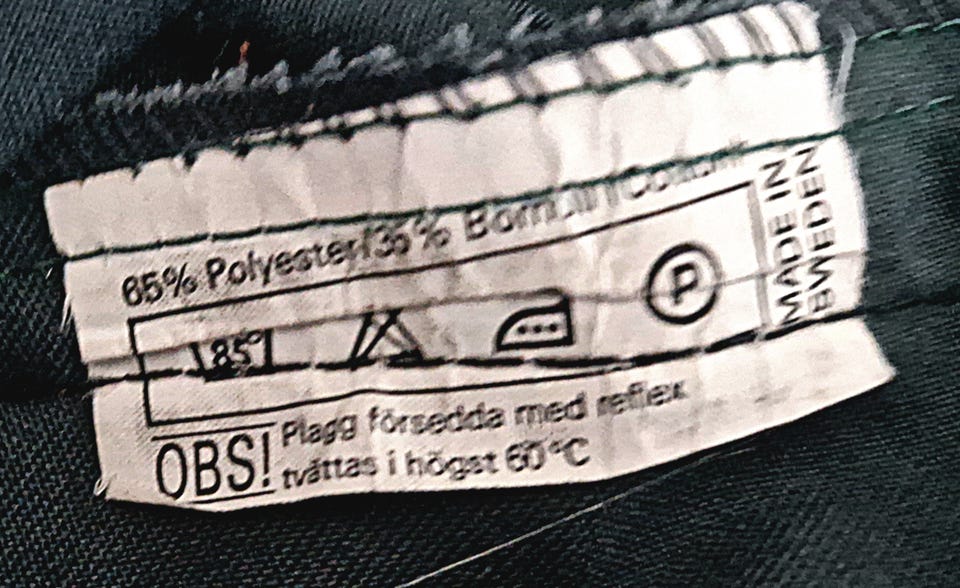 65% Polyester/35% Bomull/Cotton
85°
P
MADE IN
SWEDEN
OBS! Plagg försedda med reflex
tvättas i högst 60°C